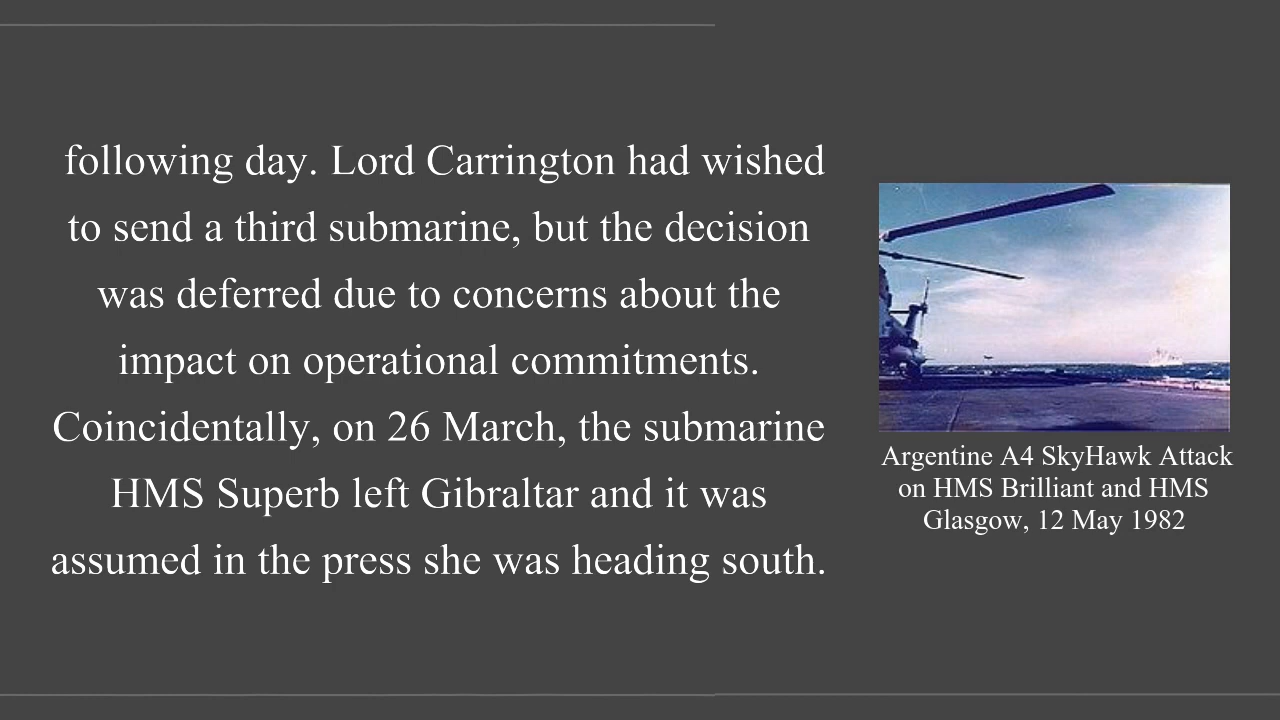 following day. Lord Carrington had wished
to send a third submarine, but the decision
was deferred due to concerns about the
impact on operational commitments.
Coincidentally, on 26 March, the submarine
HMS Superb left Gibraltar and it was
assumed in the press she was heading south.
Argentine A4 SkyHawk Attack
on HMS Brilliant and HMS
Glasgow, 12 May 1982